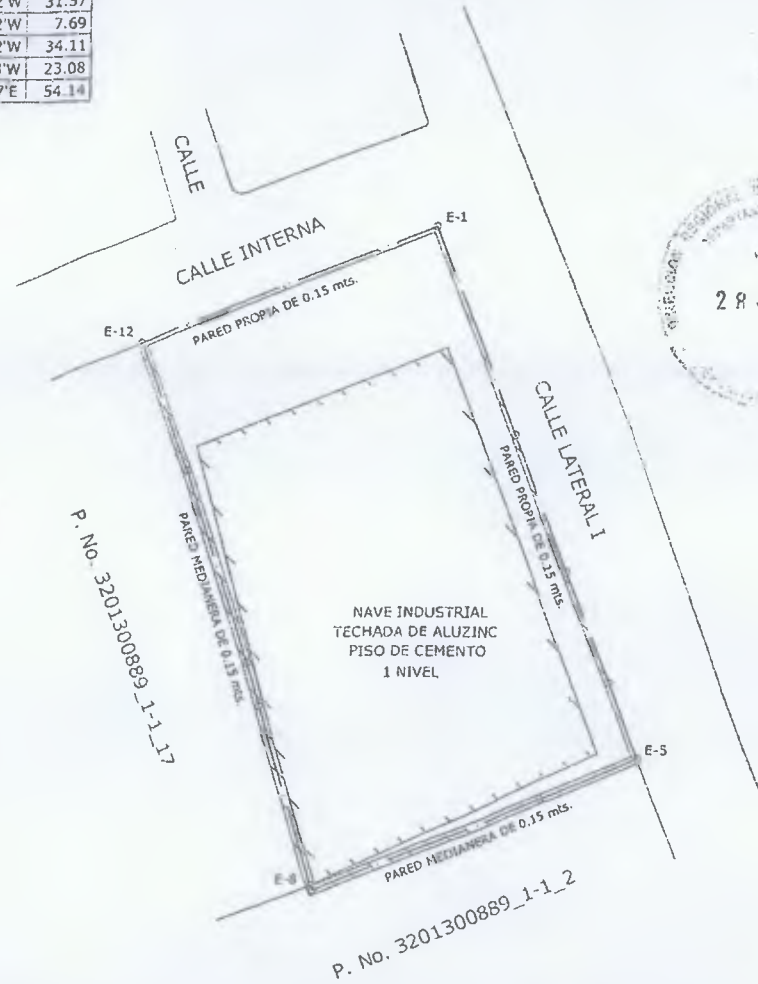 31.57
7.69
34.11
23.08
54.14
CALLE
CALLE INTERNA
E-1
E-12
PARED PROPIA DE 0.15 mts.
28
CALLE LATERAL I
PARED PROPIA DE 0.15 mts.
PARED MEDIANERA DE 0.15 mts.
P. No. 3201300889_1-1_17
NAVE INDUSTRIAL
TECHADA DE ALUZINC
PISO DE CEMENTO
1 NIVEL
E-5
E-8
PARED MEDIANERA DE 0.15 mts.
P. No. 3201300889_1-1_2